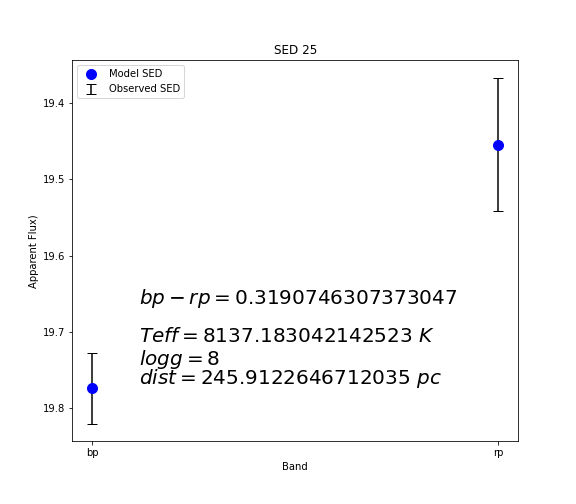 SED 25
Model SED
Observed SED
19.4
19.5
19.6
19.7
19.8
Apparent Flux)
bp − rp = 0.3190746307373047
Teff = 8137.183042142523 K
logg = 8
dist = 245.9122646712035 pc
bp
rp
Band